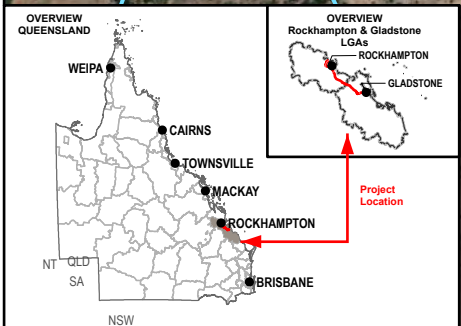 OVERVIEW
QUEENSLAND
WEIPA
CAIRNS
TOWNSVILLE
MACKAY
ROCKHAMPTON
BRISBANE
NT
QLD
SA
NSW
OVERVIEW
Rockhampton & Gladstone
LGAs
ROCKHAMPTON
GLADSTONE
Project
Location